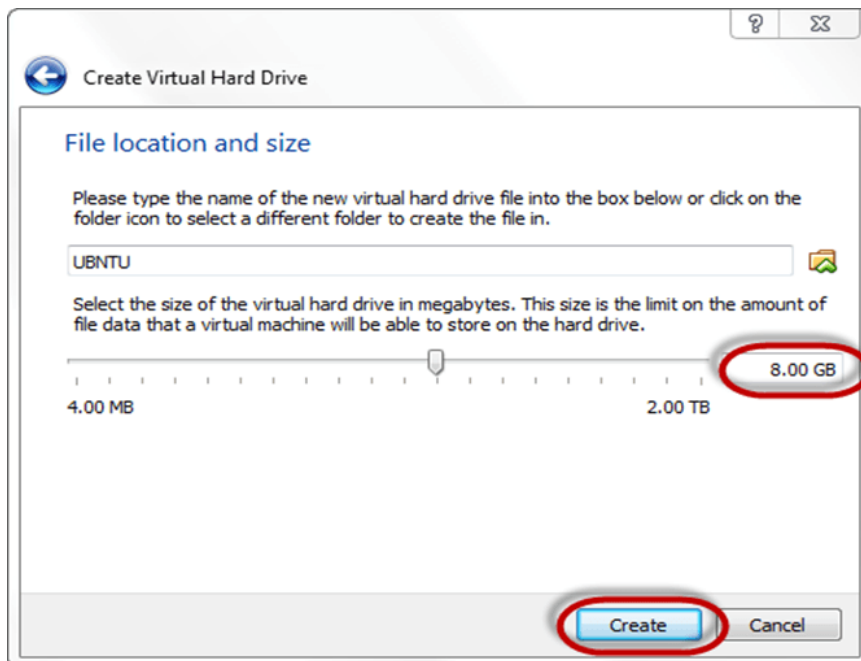 Create Virtual Hard Drive
File location and size
Please type the name of the new virtual hard drive file into the box below or click on the
folder icon to select a different folder to create the file in.
UBNTU
Select the size of the virtual hard drive in megabytes. This size is the limit on the amount of
file data that a virtual machine will be able to store on the hard drive.
8.00 GB
4.00 MB 2.00 TB
Create Cancel